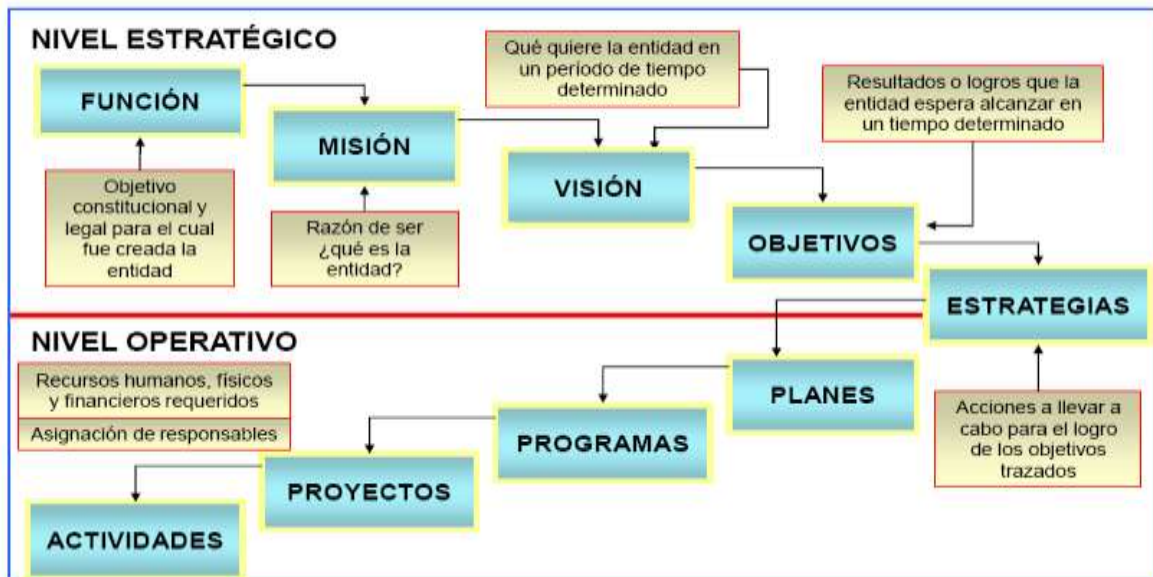 NIVEL ESTRATÉGICO
FUNCIÓN
Objetivo
constitucional y
legal para el cual
fue creada la
entidad
MISIÓN
Razón de ser
¿qué es la
entidad?
Qué quiere la entidad en
un período de tiempo
determinado
VISIÓN
Resultados o logros que la
entidad espera alcanzar en
un tiempo determinado
OBJETIVOS
ESTRATEGIAS
Acciones a llevar a
cabo para el logro
de los objetivos
trazados
NIVEL OPERATIVO
Recursos humanos, físicos
y financieros requeridos
Asignación de responsables
PLANES
PROGRAMAS
PROYECTOS
ACTIVIDADES